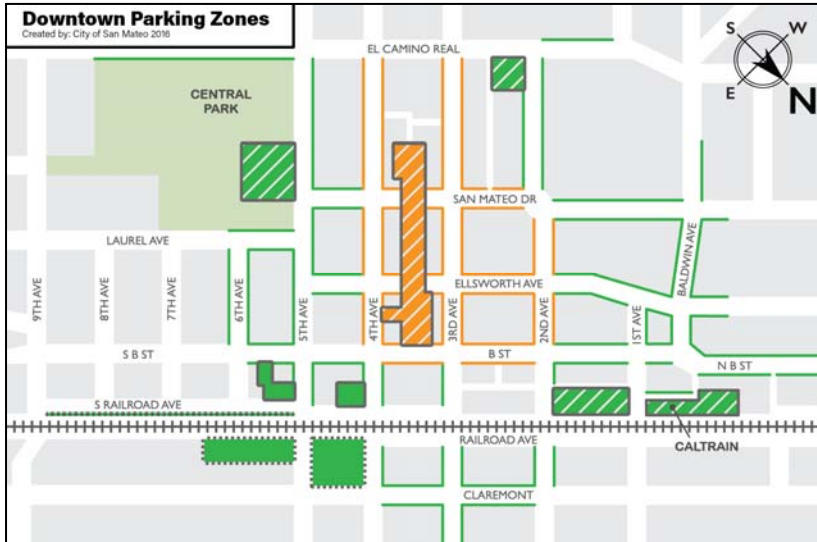 Downtown Parking Zones
Created by: City of San Mateo 2016
S W
E N
EL CAMINO REAL
CENTRAL
PARK
SAN MATEO DR
LAUREL AVE
ELLSWORTH AVE
BALDWIN AVE
9TH AVE
8TH AVE
7TH AVE
6TH AVE
5TH AVE
4TH AVE
3RD AVE
2ND AVE
1ST AVE
S B ST
B ST
N B ST
S RAILROAD AVE
RAILROAD AVE
CALTRAIN
CLAREMONT